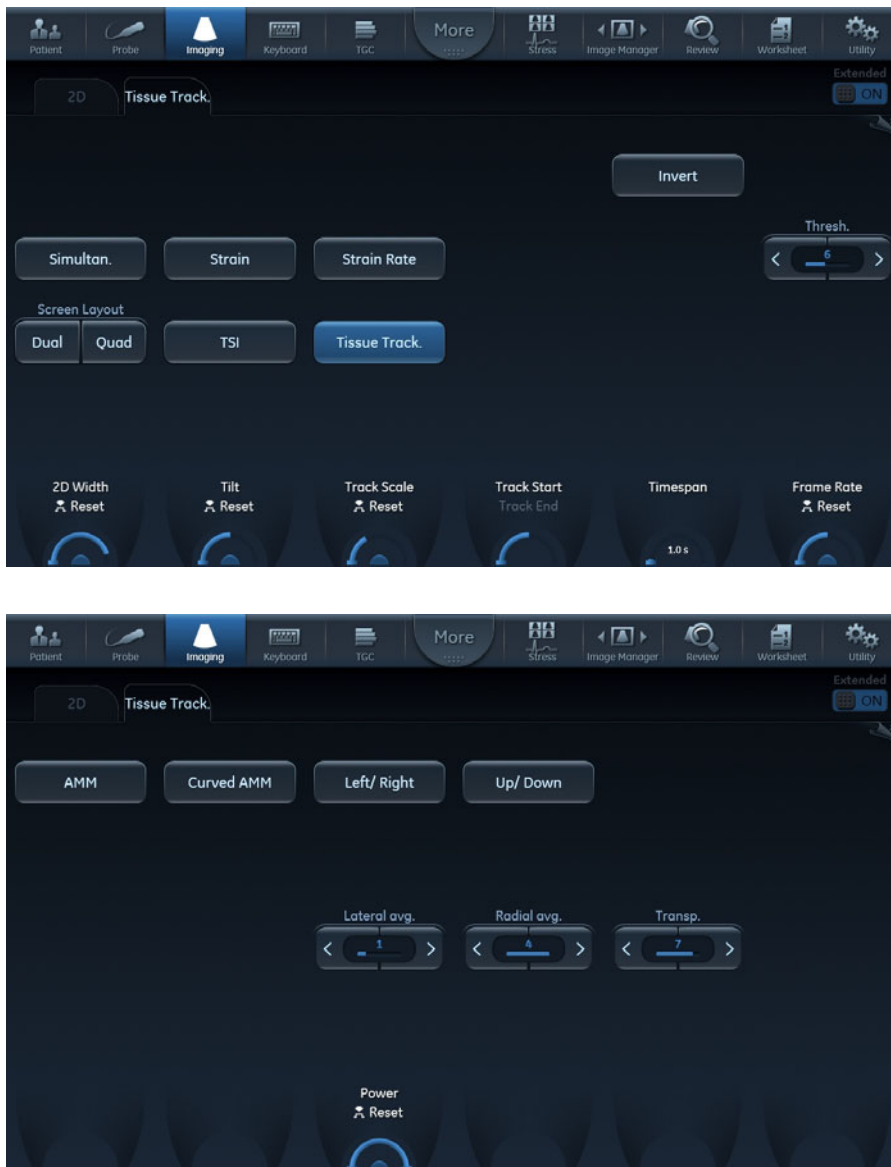 Patient Probe Imaging Keyboard TGC More Stress Image Manager Review Worksheet Utility
Extended
2D Tissue Track. ON
Invert
Thresh.
Simultan. Strain Strain Rate 6
Screen Layout
Dual Quad TSI Tissue Track.
2D Width Tilt Track Scale Track Start Timespan Frame Rate
Reset Reset Reset Track End Reset
1.0 s
Patient Probe Imaging Keyboard TGC More Stress Image Manager Review Worksheet Utility
Extended
2D Tissue Track. ON
AMM Curved AMM Left/ Right Up/ Down
Lateral avg. Radial avg. Transp.
1 4 7
Power
Reset